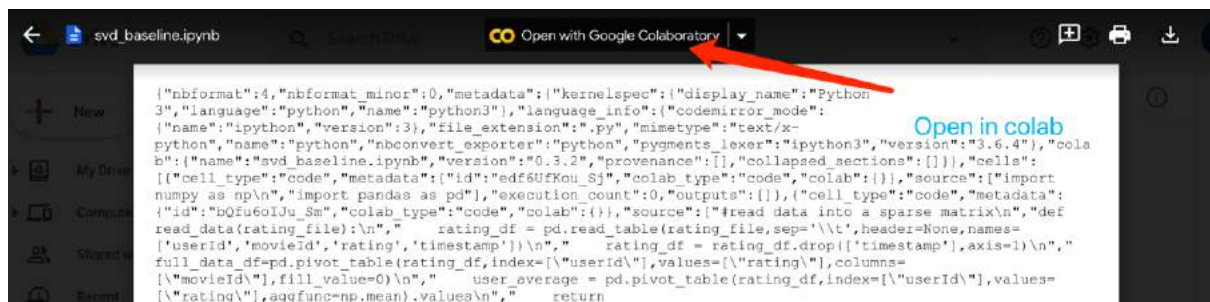 svd_baseline.ipynb
Search Drive
Open with Google Colaboratory
{"nbformat":4,"nbformat_minor":0,"metadata":{"kernelspec":{"display_name":"Python
3","language":"python","name":"python3"},"language_info":{"codemirror_mode":
{"name":"ipython","version":3},"file_extension":".py","mimetype":"text/x-
python","name":"python","nbconvert_exporter":"python","pygments_lexer":"ipython3","version":"3.6.4"},"cola
b":{"name":"svd_baseline.ipynb","version":"0.3.2","provenance":[],"collapsed_sections":[]}},"cells":
[{"cell_type":"code","metadata":{"id":"edf6UfKou_Sj","colab_type":"code","colab":{}},"source":["import
numpy as np\n","import pandas as pd"],"execution_count":0,"outputs":[]},{"cell_type":"code","metadata":
{"id":"bQfu6oIJu_Sm","colab_type":"code","colab":{}},"source":["#read data into a sparse matrix\n","def
read_data(rating_file):\n","    rating_df = pd.read_table(rating_file,sep='\\t',header=None,names=
['userId','movieId','rating','timestamp'])\n","    rating_df = rating_df.drop(['timestamp'],axis=1)\n","
full_data_df=pd.pivot_table(rating_df,index=[\"userId\"],values=[\"rating\"],columns=
[\"movieId\"],fill_value=0)\n","    user_average = pd.pivot_table(rating_df,index=[\"userId\"],values=
[\"rating\"],aggfunc=np.mean).values\n","    return
Open in colab
New
My Drive
Compute
Shared w
Recent